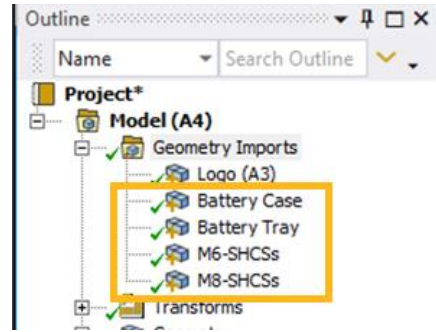 Outline
Name Search Outline
Project*
Model (A4)
Geometry Imports
Logo (A3)
Battery Case
Battery Tray
M6-SHCSs
M8-SHCSs
Transforms